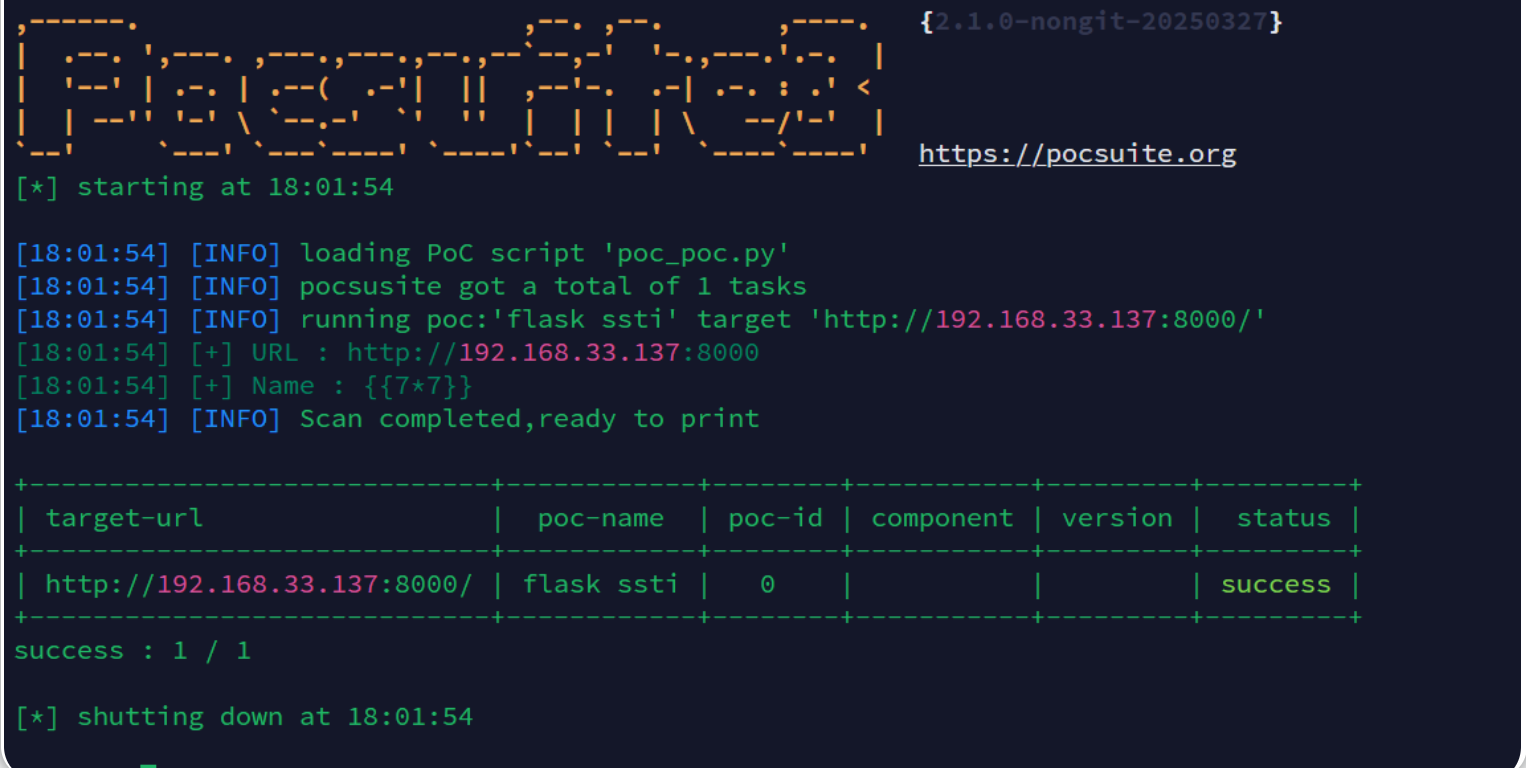 ,------.                        ,--. ,--.       ,----.   {2.1.0-nongit-20250327}
|  .--. ',---. ,---.,---.,--.,--`--,-'  '-.,---.'.-.  |
|  '--' | .-. | .--(  .-'|  ||  ,--'-.  .-| .-. : .' <
|  | --'' '-' \ `--.-'  `'  ''  |  | |  | \   --/'-'  |
`--'     `---' `---`----' `----'`--' `--'  `----`----'   https://pocsuite.org
[*] starting at 18:01:54
[18:01:54] [INFO] loading PoC script 'poc_poc.py'
[18:01:54] [INFO] pocsusite got a total of 1 tasks
[18:01:54] [INFO] running poc:'flask ssti' target 'http://192.168.33.137:8000/'
[18:01:54] [+] URL : http://192.168.33.137:8000
[18:01:54] [+] Name : {{7*7}}
[18:01:54] [INFO] Scan completed,ready to print
+-----------------------------+------------+--------+-----------+---------+---------+
| target-url                  |  poc-name  | poc-id | component | version |  status |
+-----------------------------+------------+--------+-----------+---------+---------+
| http://192.168.33.137:8000/ | flask ssti |   0    |           |         | success |
+-----------------------------+------------+--------+-----------+---------+---------+
success : 1 / 1
[*] shutting down at 18:01:54